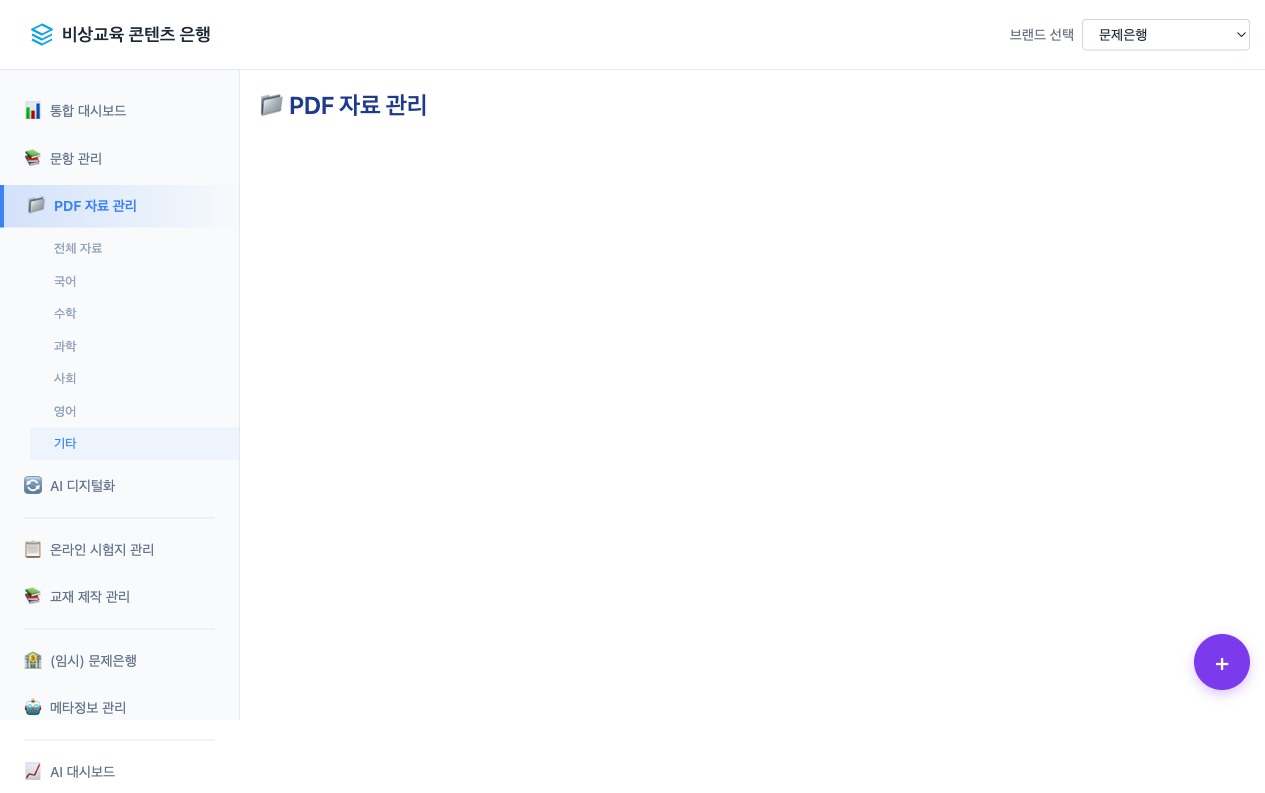 비상교육 콘텐츠 은행
브랜드 선택
문제은행
통합 대시보드
문항 관리
PDF 자료 관리
전체 자료
국어
수학
과학
사회
영어
기타
AI 디지털화
온라인 시험지 관리
교재 제작 관리
(임시) 문제은행
메타정보 관리
AI 대시보드
PDF 자료 관리
+